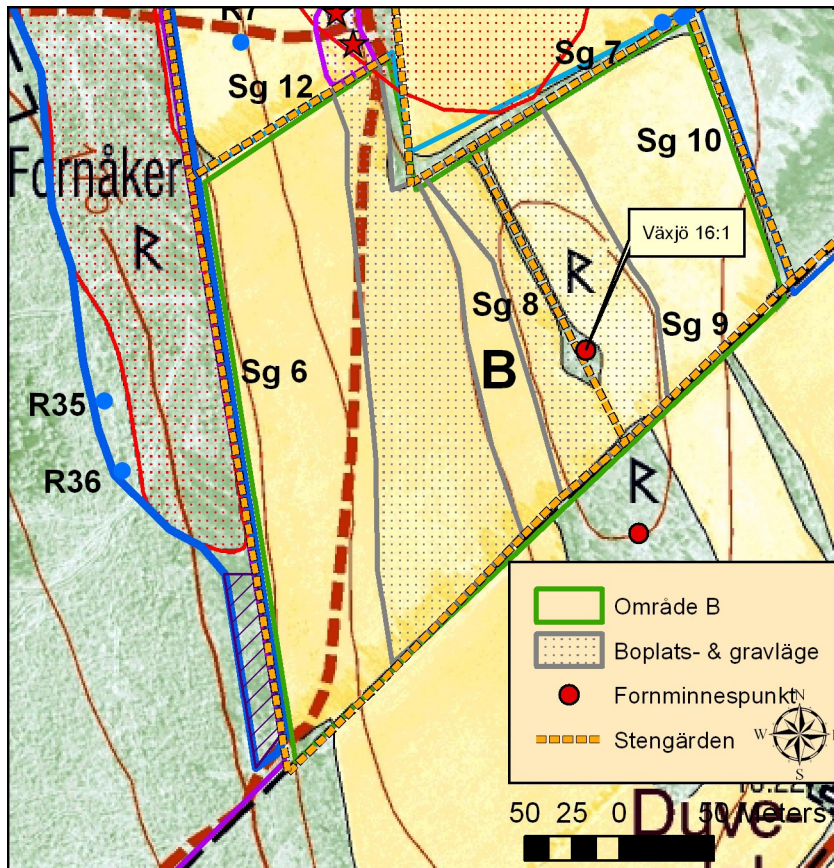 R7
Sg 12
Sg 7
Sg 10
Fornåker
Växjö 16:1
Sg 8
Sg 9
B
Sg 6
R35
R36
Område B
Boplats- & gravläge
Fornminnespunkt
Stengärden
N
W
S
50 25 0 50 Meters
Duve-